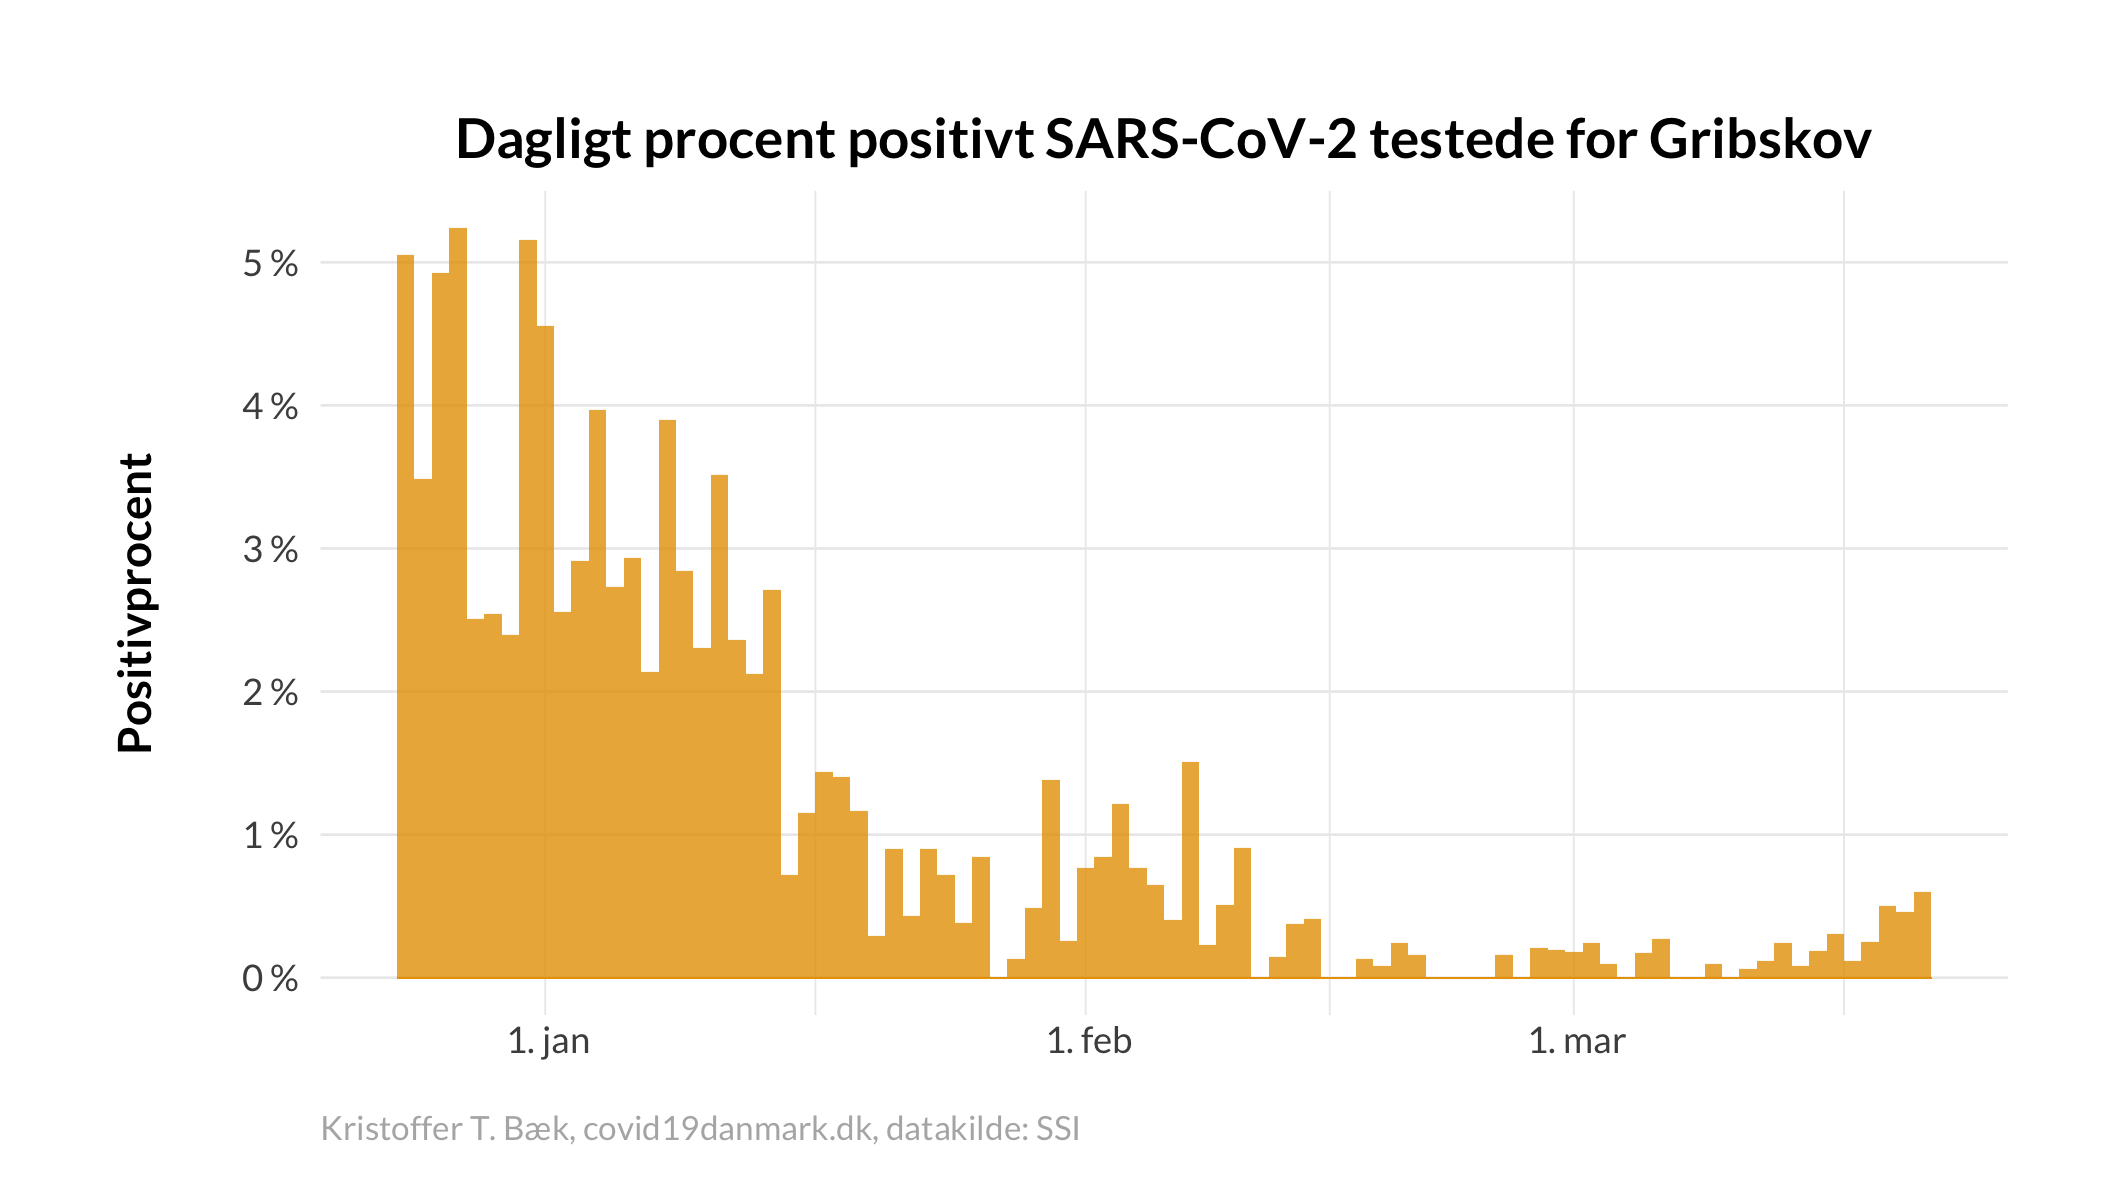 Dagligt procent positivt SARS-CoV-2 testede for Gribskov
Positivprocent
5 %
4 %
3 %
2 %
1 %
0 %
1. jan
1. feb
1. mar
Kristoffer T. Bæk, covid19danmark.dk, datakilde: SSI